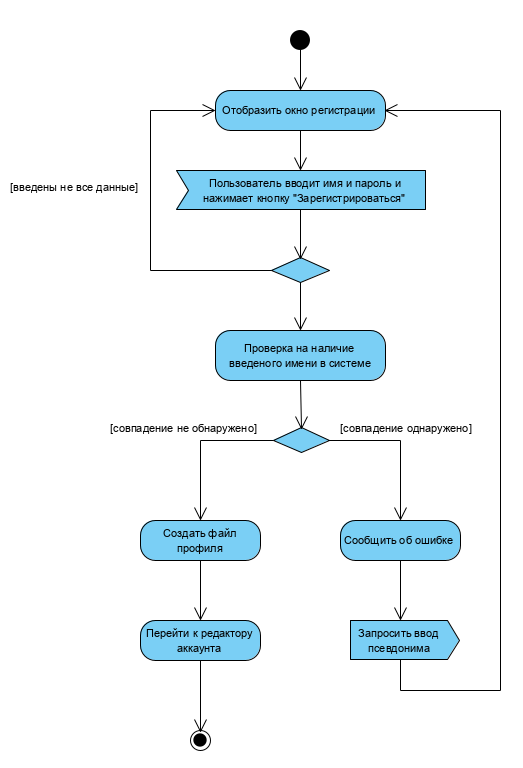 Отобразить окно регистрации
[введены не все данные]
Пользователь вводит имя и пароль и
нажимает кнопку "Зарегистрироваться"
Проверка на наличие
введеного имени в системе
[совпадение не обнаружено]
[совпадение однаружено]
Создать файл
профиля
Сообщить об ошибке
Перейти к редактору
аккаунта
Запросить ввод
псевдонима